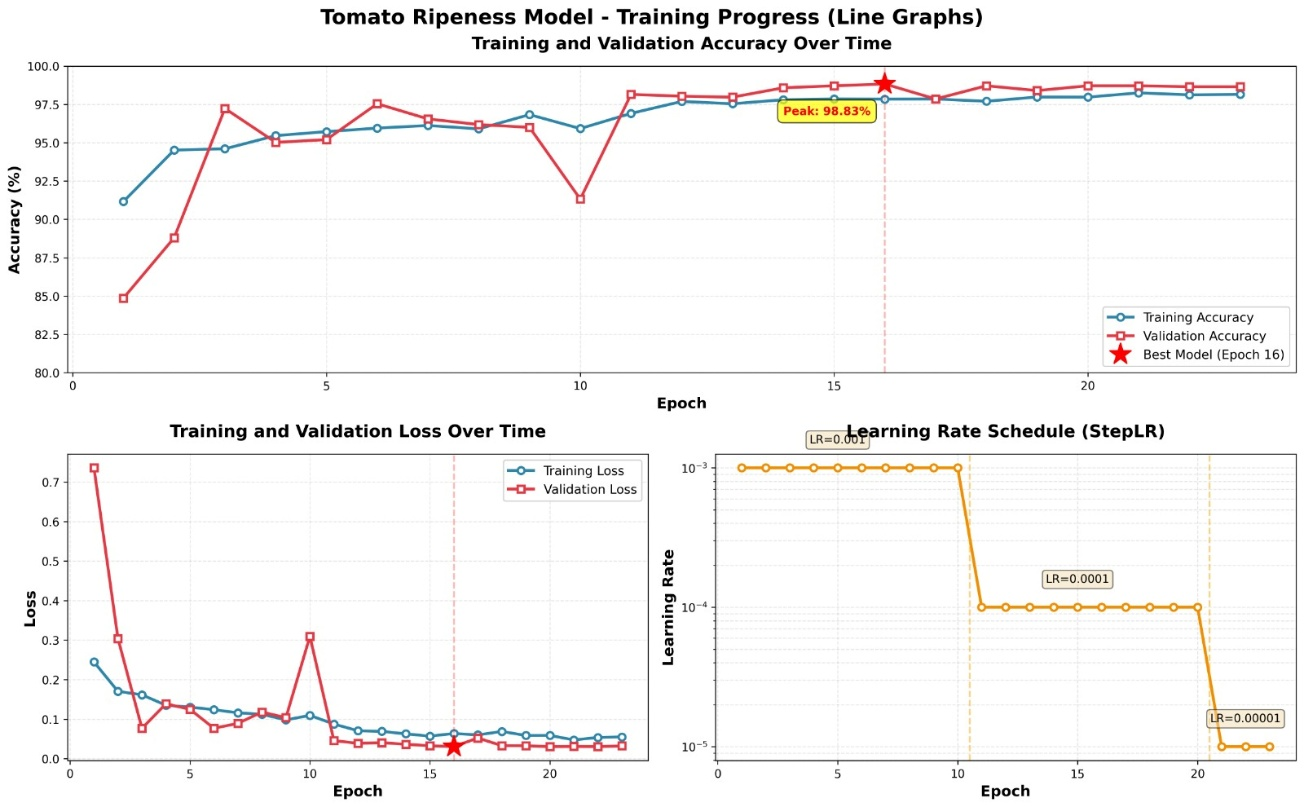 Tomato Ripeness Model - Training Progress (Line Graphs)
Training and Validation Accuracy Over Time
100.0
97.5
95.0
92.5
90.0
87.5
85.0
82.5
80.0
Accuracy (%)
Peak: 98.83%
Training Accuracy
Validation Accuracy
Best Model (Epoch 16)
0 5 10 15 20
Epoch
Training and Validation Loss Over Time
0.7
0.6
0.5
0.4
0.3
0.2
0.1
0.0
Loss
Training Loss
Validation Loss
0 5 10 15 20
Epoch
Learning Rate Schedule (StepLR)
LR=0.001
10⁻³
10⁻⁴
10⁻⁵
Learning Rate
LR=0.0001
LR=0.00001
0 5 10 15 20
Epoch